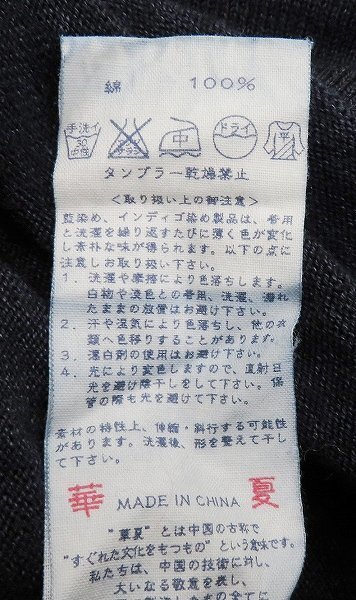 綿 100%
手洗イ
30
中性
エンソ
サラシ
中
ドライ
平
タンブラー乾燥禁止
<取り扱い上の御注意>
藍染め、インディゴ染め製品は、着用
と洗濯を繰り返すたびに薄く色が変化
し素朴な味が得られます。以下の点に
注意しお取り扱い下さい。
1. 洗濯や摩擦により色落ちします。
白物や淡色との着用、洗濯、濡れ
たままの放置はお避け下さい。
2. 汗や湿気により色落ちし、他の衣
類へ色移りすることがあります。
3. 漂白剤の使用はお避け下さい。
4. 光により変色しますので、直射日
光を避け陰干しをして下さい。保
管の際も光を避けて下さい。
素材の特性上、伸縮・斜行する可能性
があります。洗濯後、形を整えて干し
て下さい。
華 MADE IN CHINA 夏
"華夏"とは中国の古称で
"すぐれた文化をもつもの"という意味です。
私たちは、中国の技術に対し、
大いなる敬意を表し、